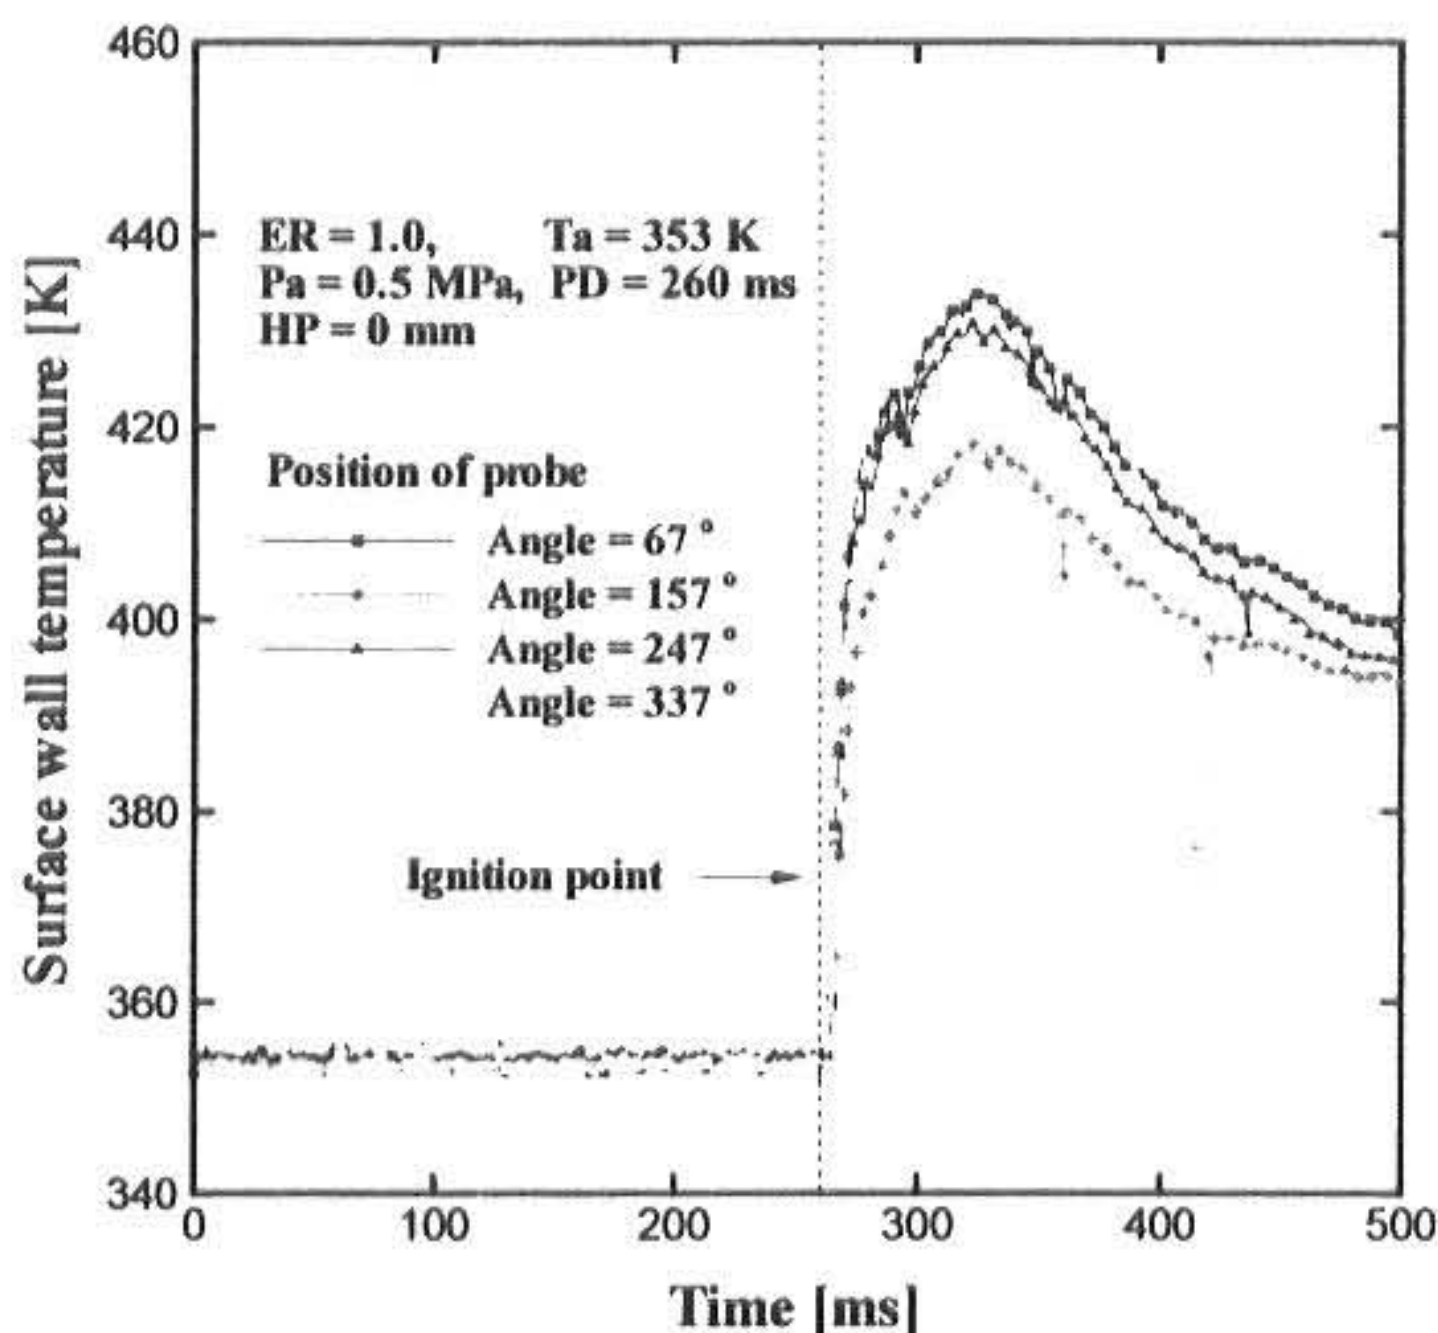 460
440
420
400
380
360
340
Surface wall temperature [K]
ER = 1.0, Ta = 353 K
Pa = 0.5 MPa, PD = 260 ms
HP = 0 mm
Position of probe
Angle = 67 °
Angle = 157 °
Angle = 247 °
Angle = 337 °
Ignition point
0 100 200 300 400 500
Time [ms]